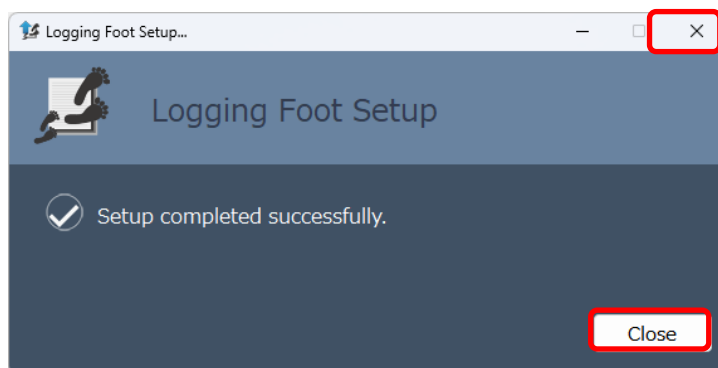 Logging Foot Setup...
Logging Foot Setup
Setup completed successfully.
Close